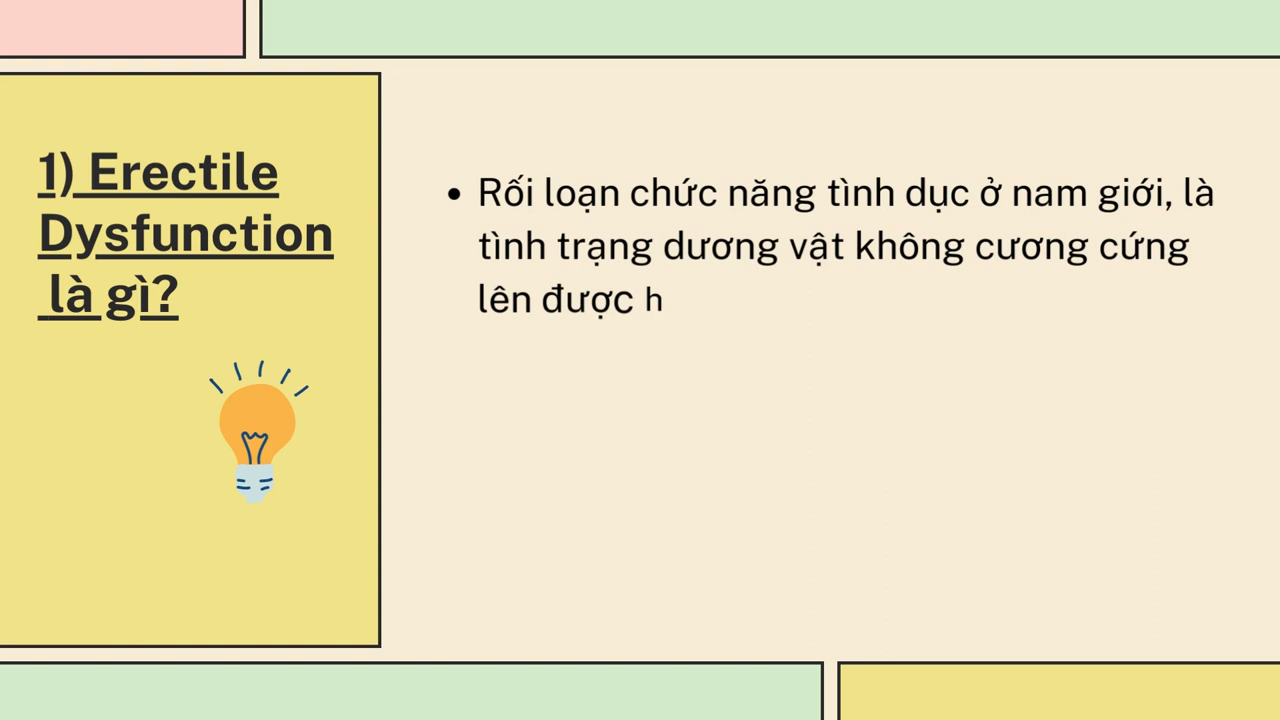 1) Erectile
Dysfunction
là gì?
• Rối loạn chức năng tình dục ở nam giới, là
tình trạng dương vật không cương cứng
lên được h